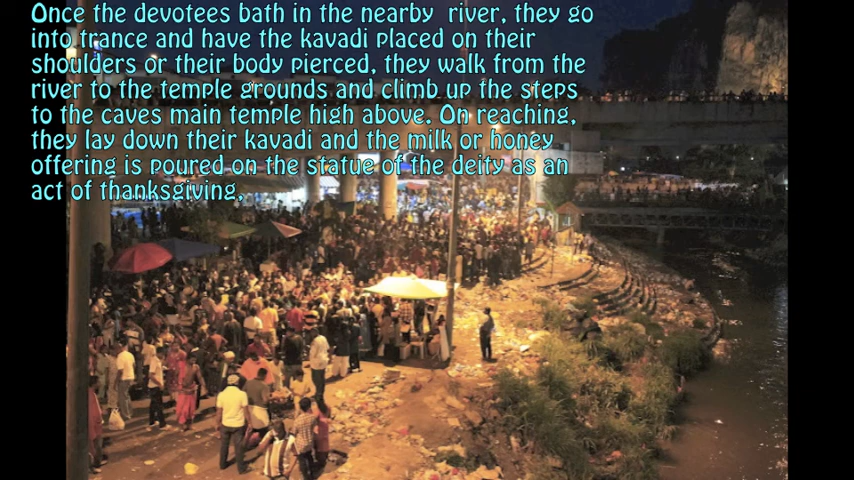 Once the devotees bath in the nearby river, they go
into trance and have the kavadi placed on their
shoulders or their body pierced, they walk from the
river to the temple grounds and climb up the steps
to the caves main temple high above. On reaching,
they lay down their kavadi and the milk or honey
offering is poured on the statue of the deity as an
act of thanksgiving,